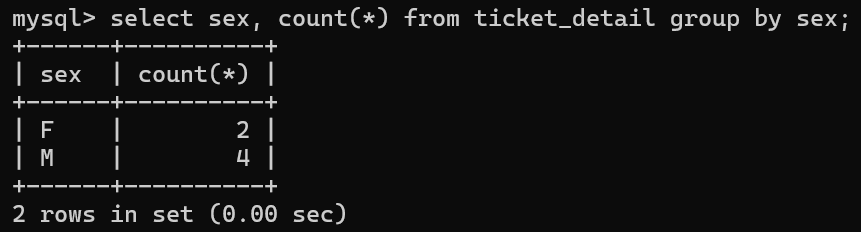 mysql> select sex, count(*) from ticket_detail group by sex;
+------+----------+
| sex  | count(*) |
+------+----------+
| F    |        2 |
| M    |        4 |
+------+----------+
2 rows in set (0.00 sec)